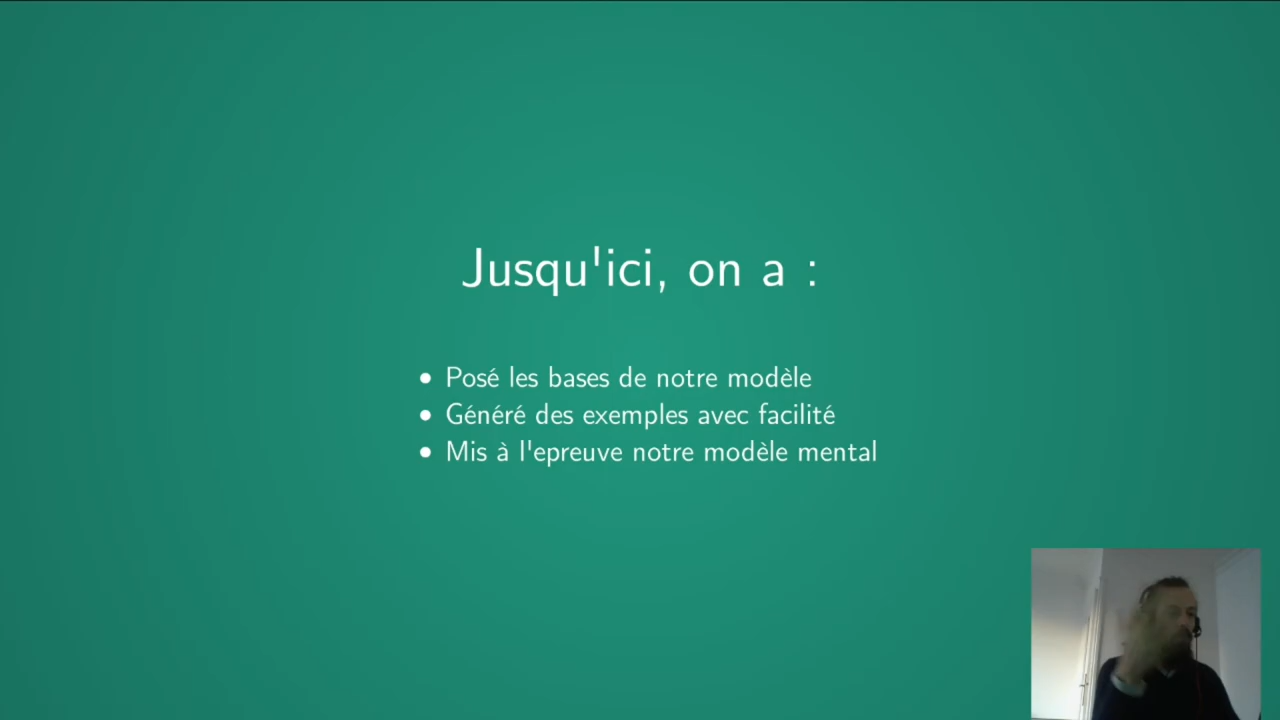 Jusqu'ici, on a :
• Posé les bases de notre modèle
• Généré des exemples avec facilité
• Mis à l'epreuve notre modèle mental